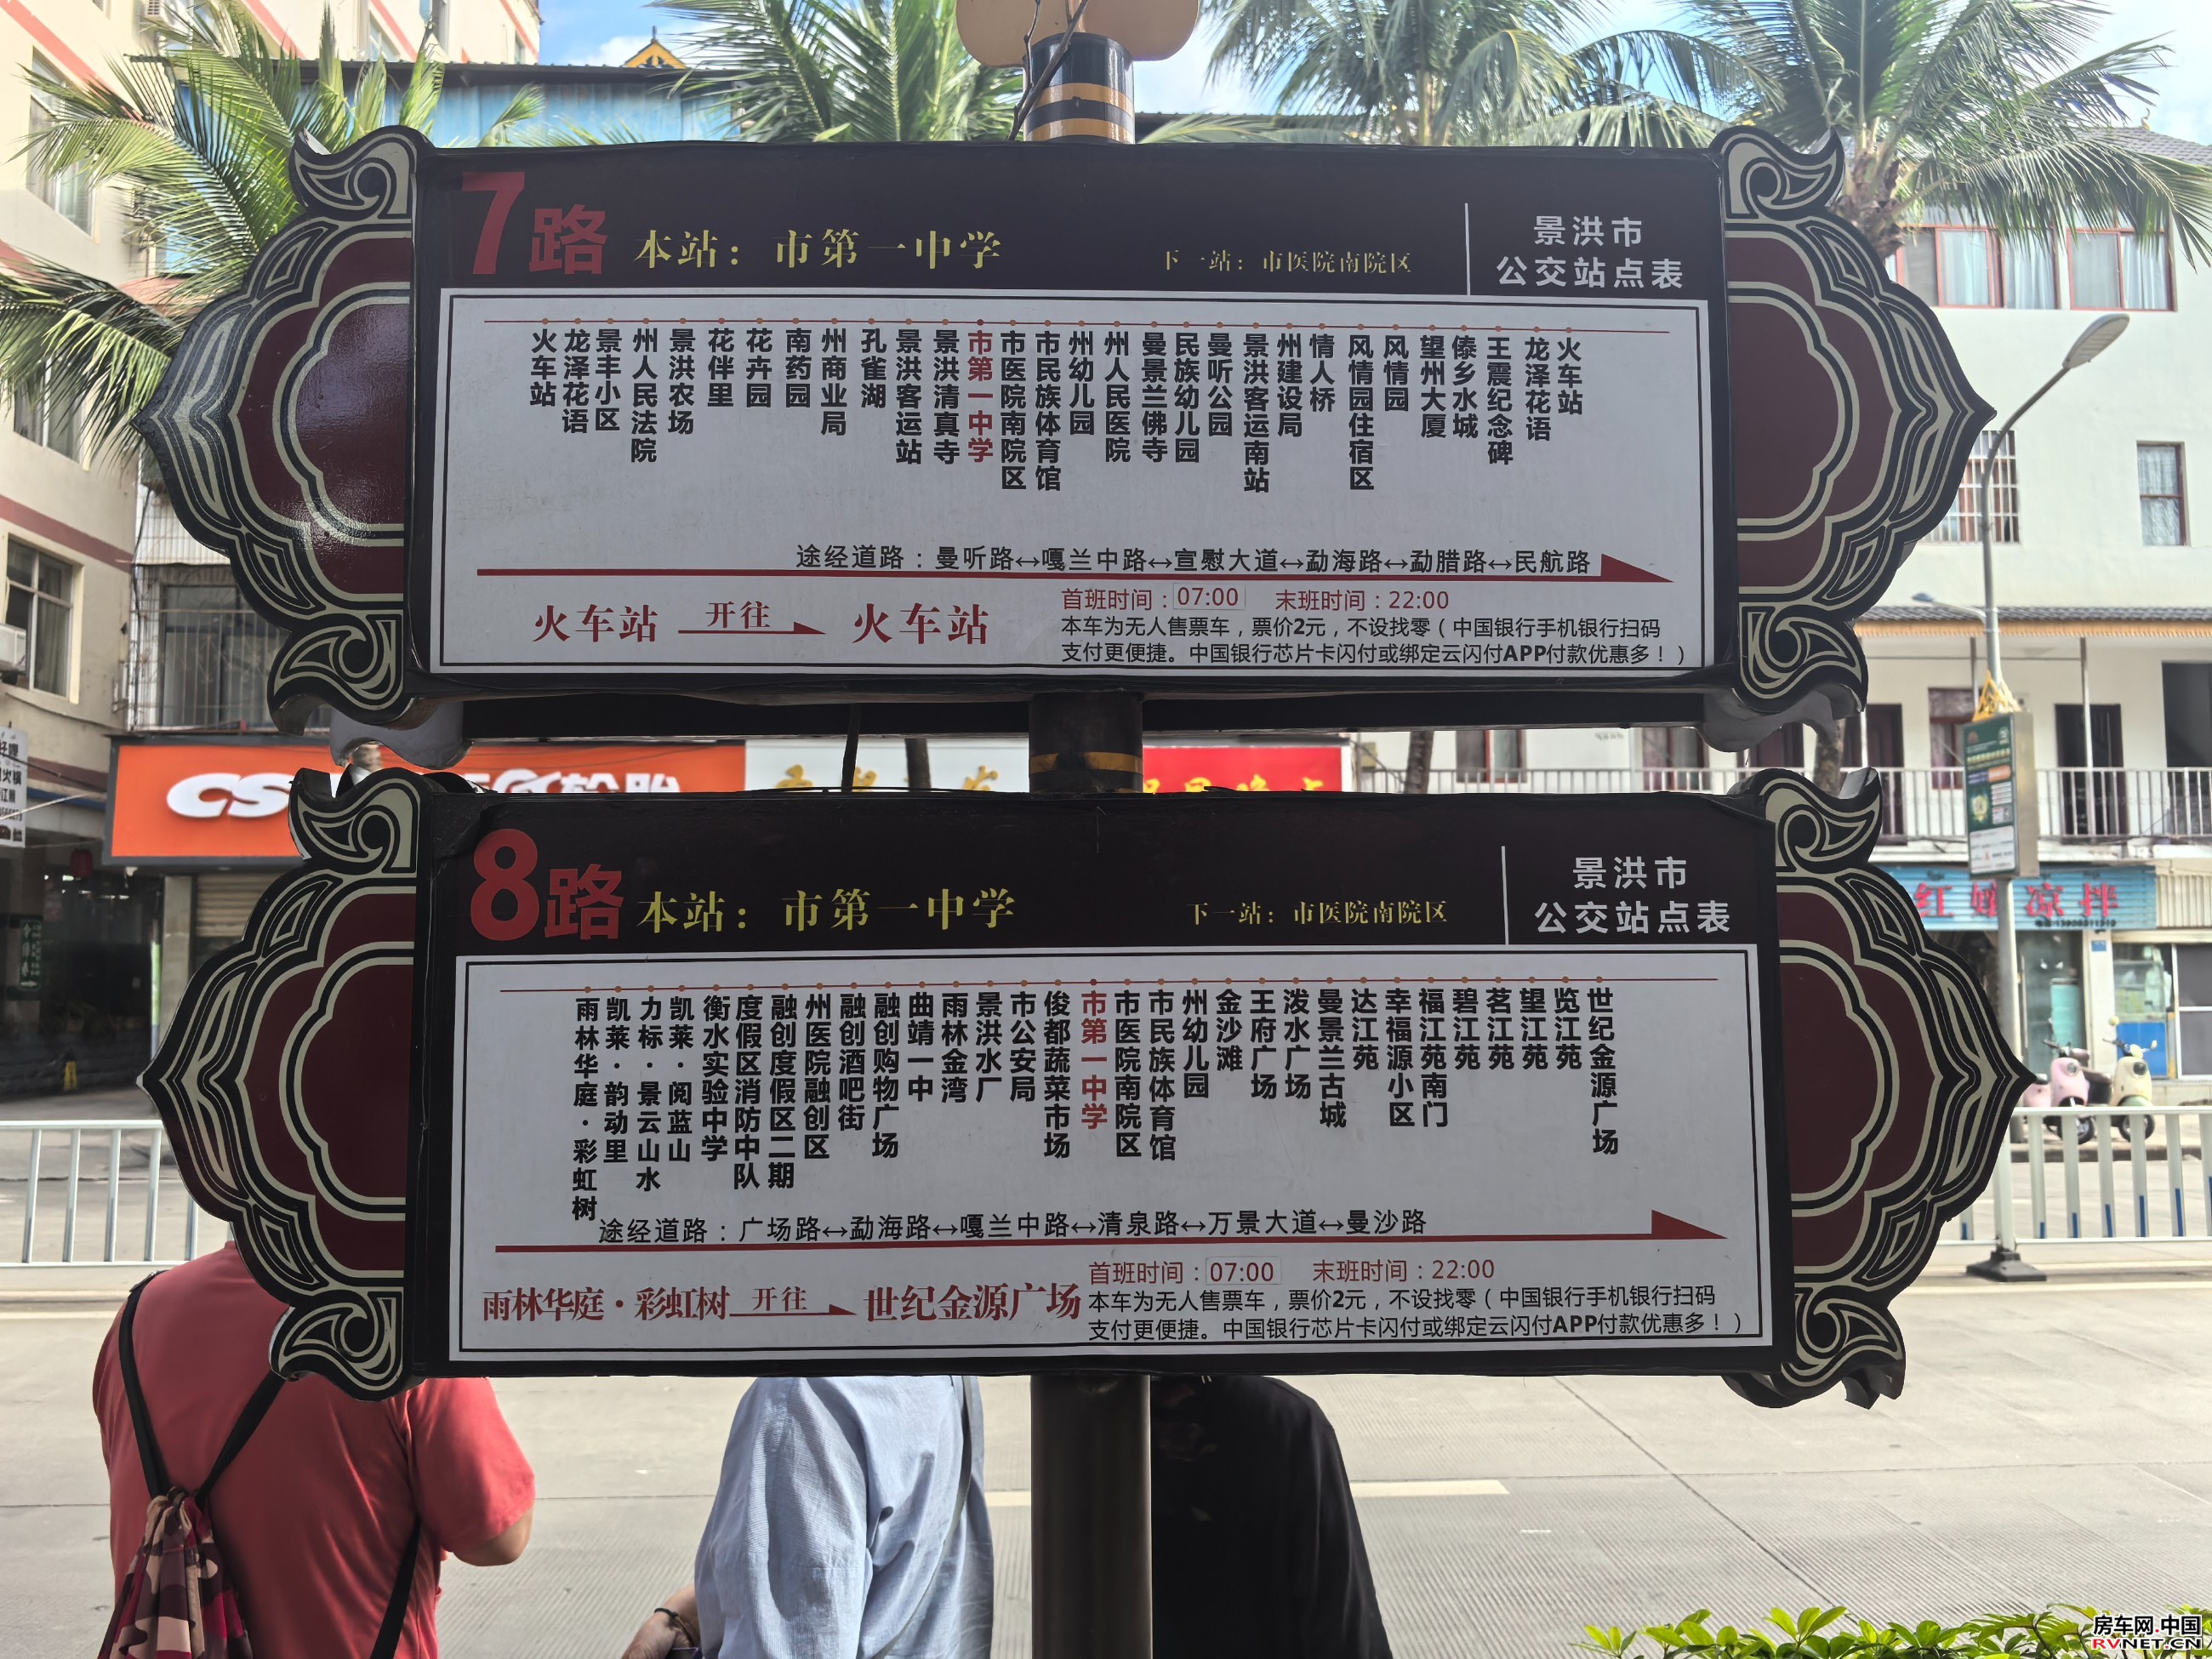 7路
本站：市第一中学
下一站：市医院南院区
景洪市
公交站点表
火车站
龙泽花语
景丰小区
州人民法院
景洪农场
花伴里
花卉园
南药园
州商业局
孔雀湖
景洪客运站
景洪清真寺
市第一中学
市医院南院区
市民族体育馆
州幼儿园
州人民医院
曼景兰佛寺
民族幼儿园
曼听公园
景洪客运南站
州建设局
情人桥
风情园住宿区
风情园
望州大厦
傣乡水城
王震纪念碑
龙泽花语
火车站
途经道路：曼听路↔嘎兰中路↔宣慰大道↔勐海路↔勐腊路↔民航路
火车站 开往 火车站
首班时间：07:00 末班时间：22:00
本车为无人售票车，票价2元，不设找零（中国银行手机银行扫码
支付更便捷。中国银行芯片卡闪付或绑定云闪付APP付款优惠多！）
CS
轮胎
8路
本站：市第一中学
下一站：市医院南院区
景洪市
公交站点表
雨林华庭·彩虹树
凯莱·韵动里
力标·景云山水
凯莱·阅蓝山
衡水实验中学
度假区消防中队
融创度假区二期
州医院融创区
融创酒吧街
融创购物广场
曲靖一中
雨林金湾
景洪水厂
市公安局
俊都蔬菜市场
市第一中学
市医院南院区
市民族体育馆
州幼儿园
金沙滩
王府广场
泼水广场
曼景兰古城
达江苑
幸福源小区
福江苑南门
碧江苑
茗江苑
望江苑
览江苑
世纪金源广场
途经道路：广场路↔勐海路↔嘎兰中路↔清泉路↔万景大道↔曼沙路
雨林华庭·彩虹树 开往 世纪金源广场
首班时间：07:00 末班时间：22:00
本车为无人售票车，票价2元，不设找零（中国银行手机银行扫码
支付更便捷。中国银行芯片卡闪付或绑定云闪付APP付款优惠多！）
凉拌
房车网.中国
RVNET.CN